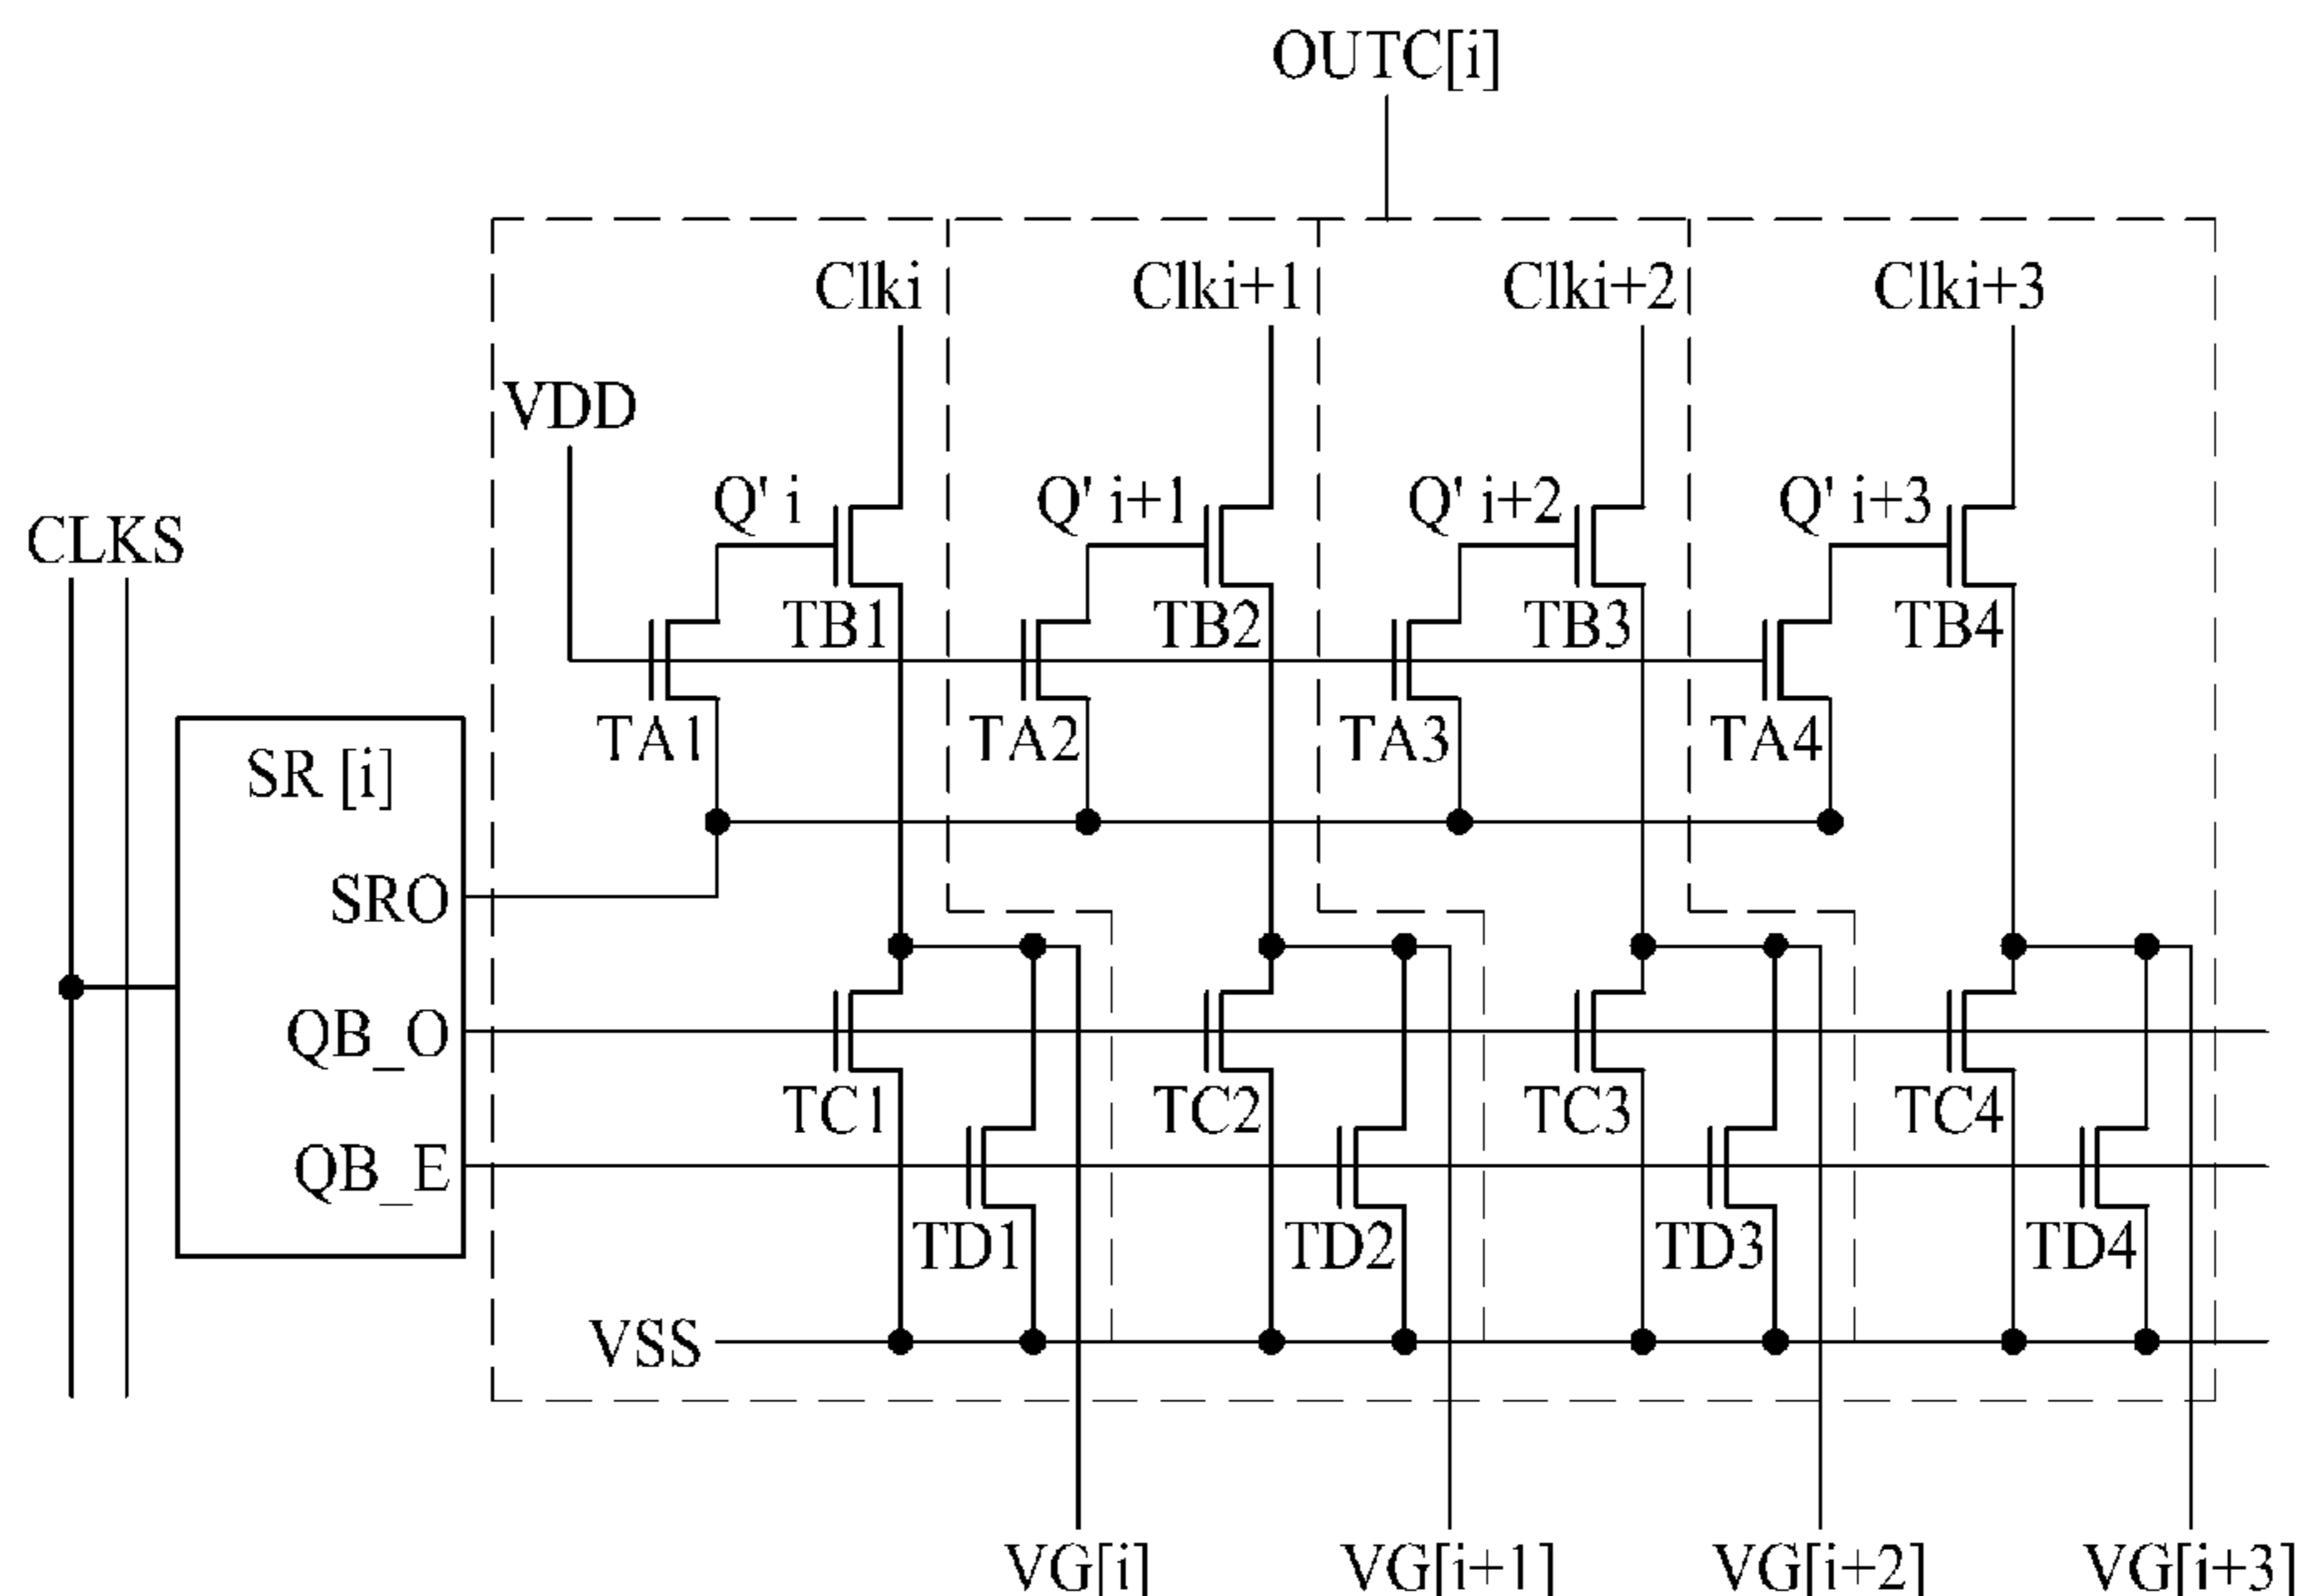 OUTC[i]
Clki
Clki+1
Clki+2
Clki+3
VDD
Q' i
Q' i+1
Q' i+2
Q' i+3
CLKS
TB1
TB2
TB3
TB4
TA1
TA2
TA3
TA4
SR [i]
SRO
QB_O
TC1
TC2
TC3
TC4
QB_E
TD1
TD2
TD3
TD4
VSS
VG[i]
VG[i+1]
VG[i+2]
VG[i+3]